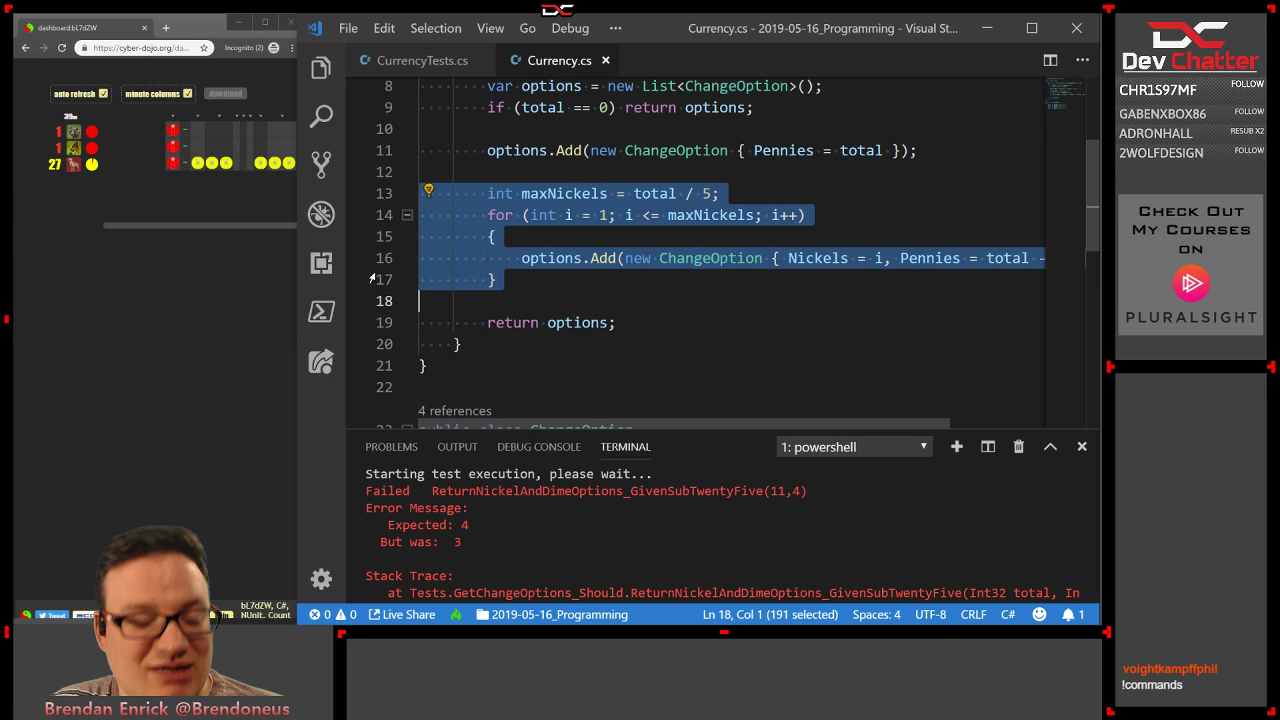 dashboard:bL7dZW
https://cyber-dojo.org/da...
Incognito (2)
auto refresh
minute columns
download
39m
1
1
27
File Edit Selection View Go Debug ... Currency.cs - 2019-05-16_Programming - Visual St...
CurrencyTests.cs Currency.cs
8 var options = new List<ChangeOption>();
9 if (total == 0) return options;
10
11 options.Add(new ChangeOption { Pennies = total });
12
13 int maxNickels = total / 5;
14 for (int i = 1; i <= maxNickels; i++)
15 {
16 options.Add(new ChangeOption { Nickels = i, Pennies = total -
17 }
18
19 return options;
20 }
21 }
22
4 references
PROBLEMS OUTPUT DEBUG CONSOLE TERMINAL 1: powershell
Starting test execution, please wait...
Failed ReturnNickelAndDimeOptions_GivenSubTwentyFive(11,4)
Error Message:
Expected: 4
But was: 3
Stack Trace:
at Tests.GetChangeOptions_Should.ReturnNickelAndDimeOptions_GivenSubTwentyFive(Int32 total, In
0 0 Live Share 2019-05-16_Programming Ln 18, Col 1 (191 selected) Spaces: 4 UTF-8 CRLF C# 1
bL7dZW, C#,
NUnit. Count
Tweet
Brendan Enrick @Brendoneus
DevChatter
CHR1S97MF FOLLOW
GABENXBOX86 FOLLOW
ADRONHALL RESUB X2
2WOLFDESIGN FOLLOW
CHECK OUT
MY COURSES
ON
PLURALSIGHT
voightkampffphil
!commands